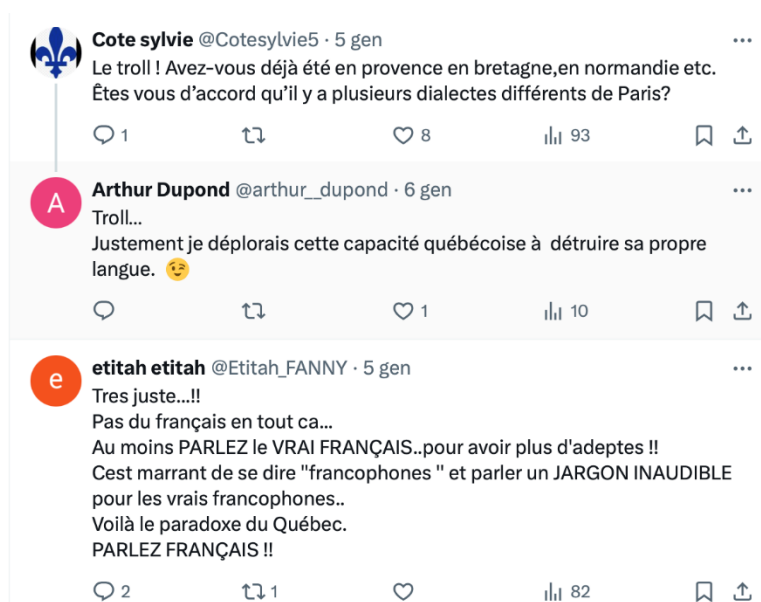 Cote sylvie @Cotesylvie5 · 5 gen
Le troll ! Avez-vous déjà été en provence en bretagne,en normandie etc.
Êtes vous d’accord qu’il y a plusieurs dialectes différents de Paris?
1 8 93
A
Arthur Dupond @arthur__dupond · 6 gen
Troll...
Justement je déplorais cette capacité québécoise à détruire sa propre
langue. 😉
1 10
e
etitah etitah @Etitah_FANNY · 5 gen
Tres juste...!!
Pas du français en tout ca...
Au moins PARLEZ le VRAI FRANÇAIS..pour avoir plus d'adeptes !!
Cest marrant de se dire "francophones " et parler un JARGON INAUDIBLE
pour les vrais francophones..
Voilà le paradoxe du Québec.
PARLEZ FRANÇAIS !!
2 1 82